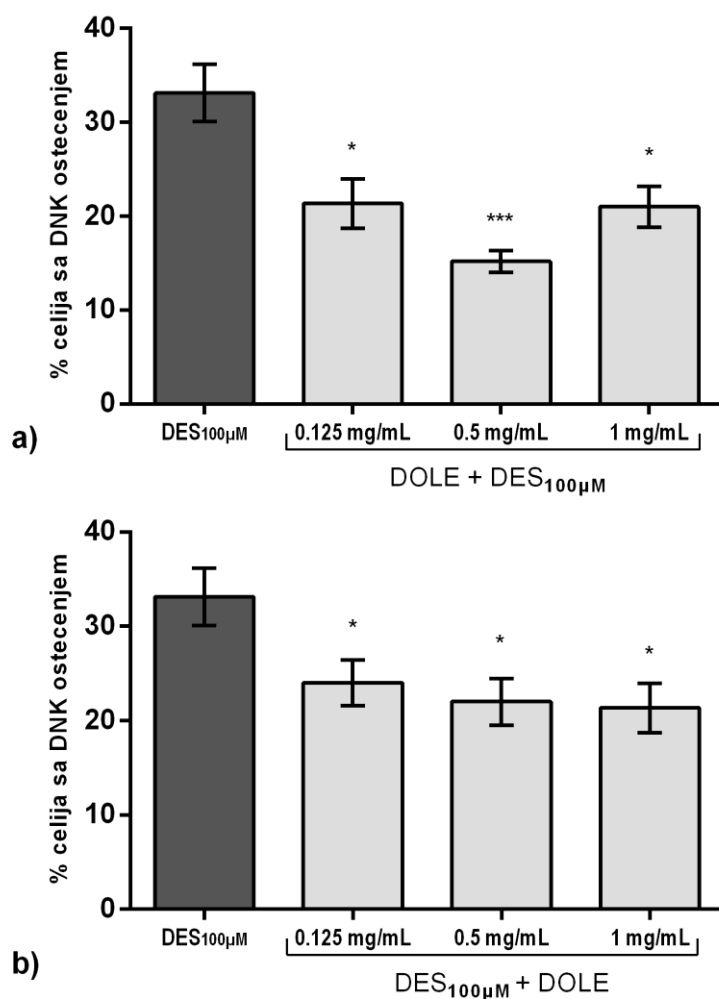 40
30
20
10
0
% celija sa DNK ostecenjem
*
***
*
DES100µM
0.125 mg/mL
0.5 mg/mL
1 mg/mL
a)
DOLE + DES100µM
40
30
20
10
0
% celija sa DNK ostecenjem
*
*
*
DES100µM
0.125 mg/mL
0.5 mg/mL
1 mg/mL
b)
DES100µM + DOLE